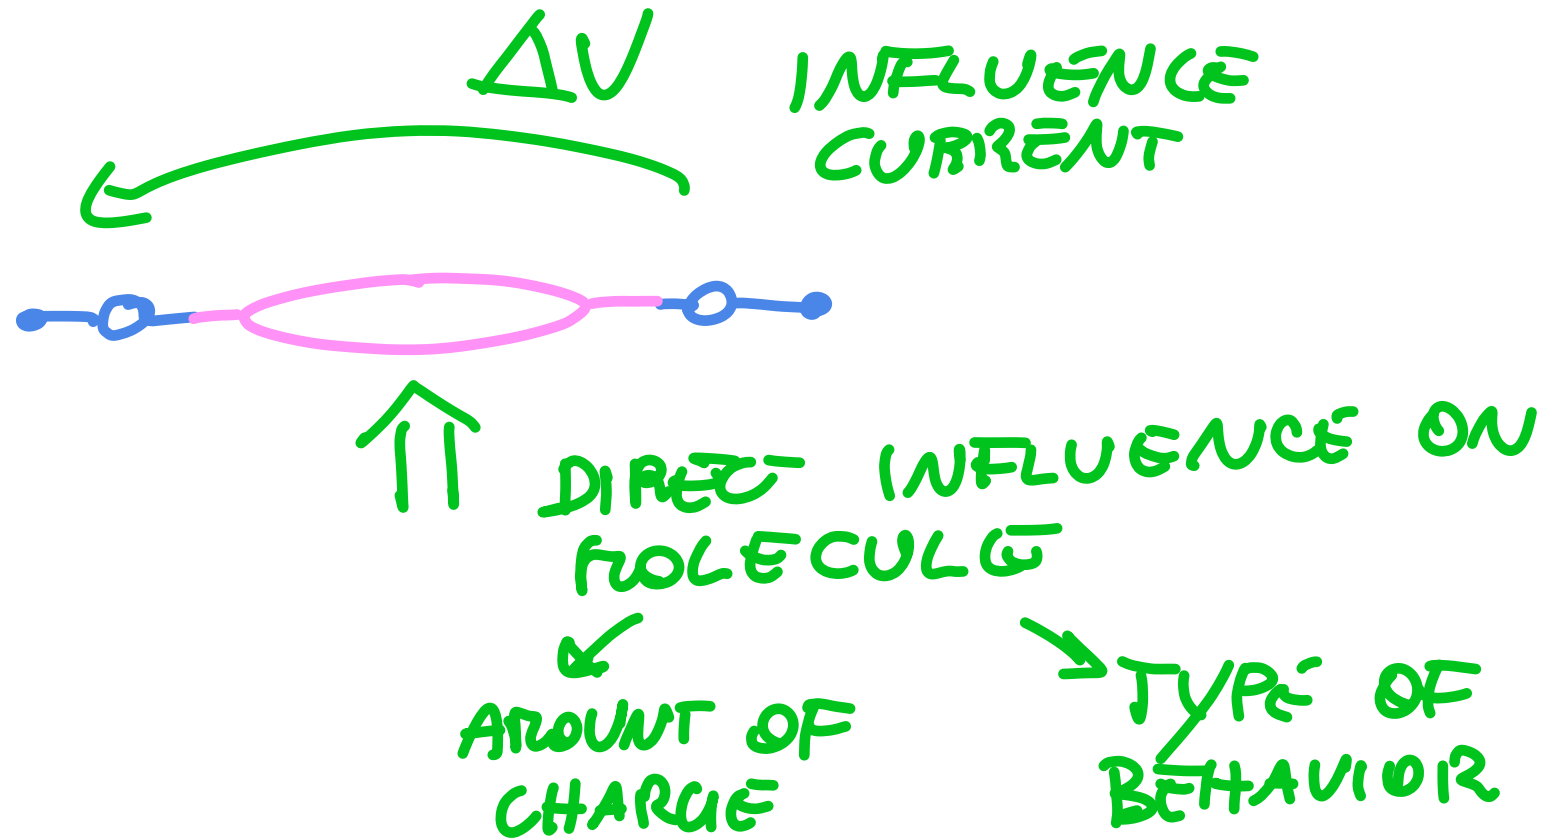 ΔV
INFLUENCE
CURRENT
DIRECT INFLUENCE ON
MOLECULE
AMOUNT OF
CHARGE
TYPE OF
BEHAVIOR